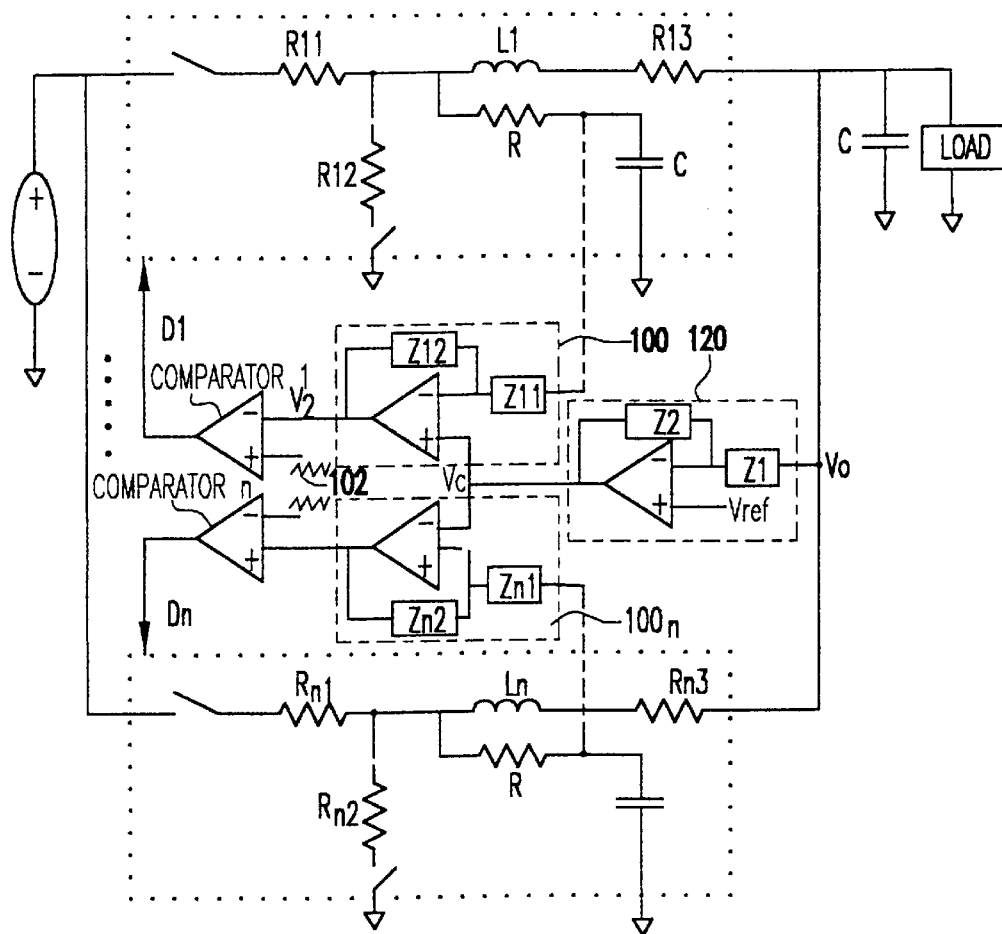 R11
L1
R13
R
R12
C
C
LOAD
+
−
D1
COMPARATOR 1
V2
−
+
Z12
Z11
−
+
100
120
Z2
Z1
−
+
Vo
Vref
102
Vc
COMPARATOR n
−
+
−
+
Zn1
Zn2
100n
Dn
Rn1
Ln
Rn3
R
Rn2